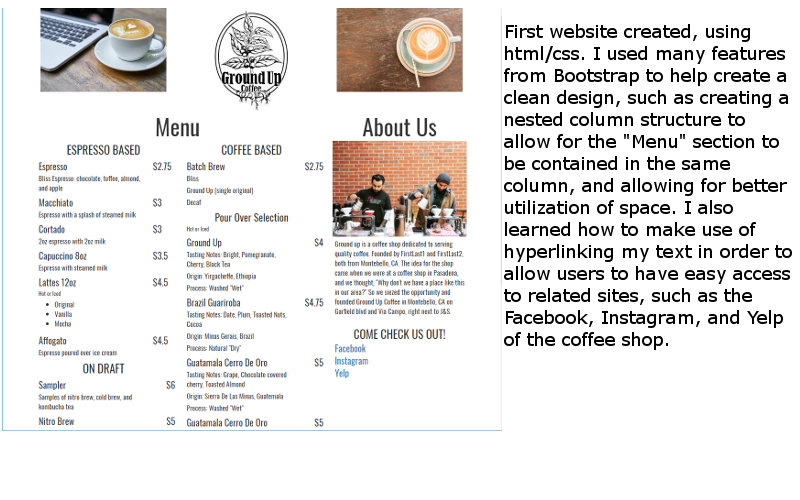 Ground Up
Coffee
Menu
ESPRESSO BASED
Espresso $2.75
Bliss Espresso: chocolate, toffee, almond,
and apple
Macchiato $3
Espresso with a splash of steamed milk
Cortado $3
2oz espresso with 2oz milk
Capuccino 8oz $3.5
Espresso with steamed milk
Lattes 12oz $4.5
Hot or Iced
• Original
• Vanilla
• Mocha
Affogato $4.5
Espresso poured over ice cream
ON DRAFT
Sampler $6
Samples of nitro brew, cold brew, and
kombucha tea
Nitro Brew $5
COFFEE BASED
Batch Brew $2.75
Bliss
Ground Up (single original)
Decaf
Pour Over Selection
Hot or Iced
Ground Up $4
Tasting Notes: Bright, Pomegranate,
Cherry, Black Tea
Origin: Yirgacheffe, Ethiopia
Process: Washed "Wet"
Brazil Guariroba $4.75
Tasting Notes: Date, Plum, Toasted Nuts,
Cocoa
Origin: Minas Gerais, Brazil
Process: Natural "Dry"
Guatamala Cerro De Oro $5
Tasting Notes: Grape, Chocolate covered
cherry, Toasted Almond
Origin: Sierra De Las Minas, Guatemala
Process: Washed "Wet"
Guatamala Cerro De Oro $5
About Us
Ground up is a coffee shop dedicated to serving
quality coffee. Founded by FirstLast1 and FirstLast2,
both from Montebello, CA. The idea for the shop
came when we were at a coffee shop in Pasadena,
and we thought, "Why don't we have a place like this
in our area?" So we siezed the opportunity and
founded Ground Up Coffee in Montebello, CA on
Garfield blvd and Via Campo, right next to J&S.
COME CHECK US OUT!
Facebook
Instagram
Yelp
First website created, using
html/css. I used many features
from Bootstrap to help create a
clean design, such as creating a
nested column structure to
allow for the "Menu" section to
be contained in the same
column, and allowing for better
utilization of space. I also
learned how to make use of
hyperlinking my text in order to
allow users to have easy access
to related sites, such as the
Facebook, Instagram, and Yelp
of the coffee shop.